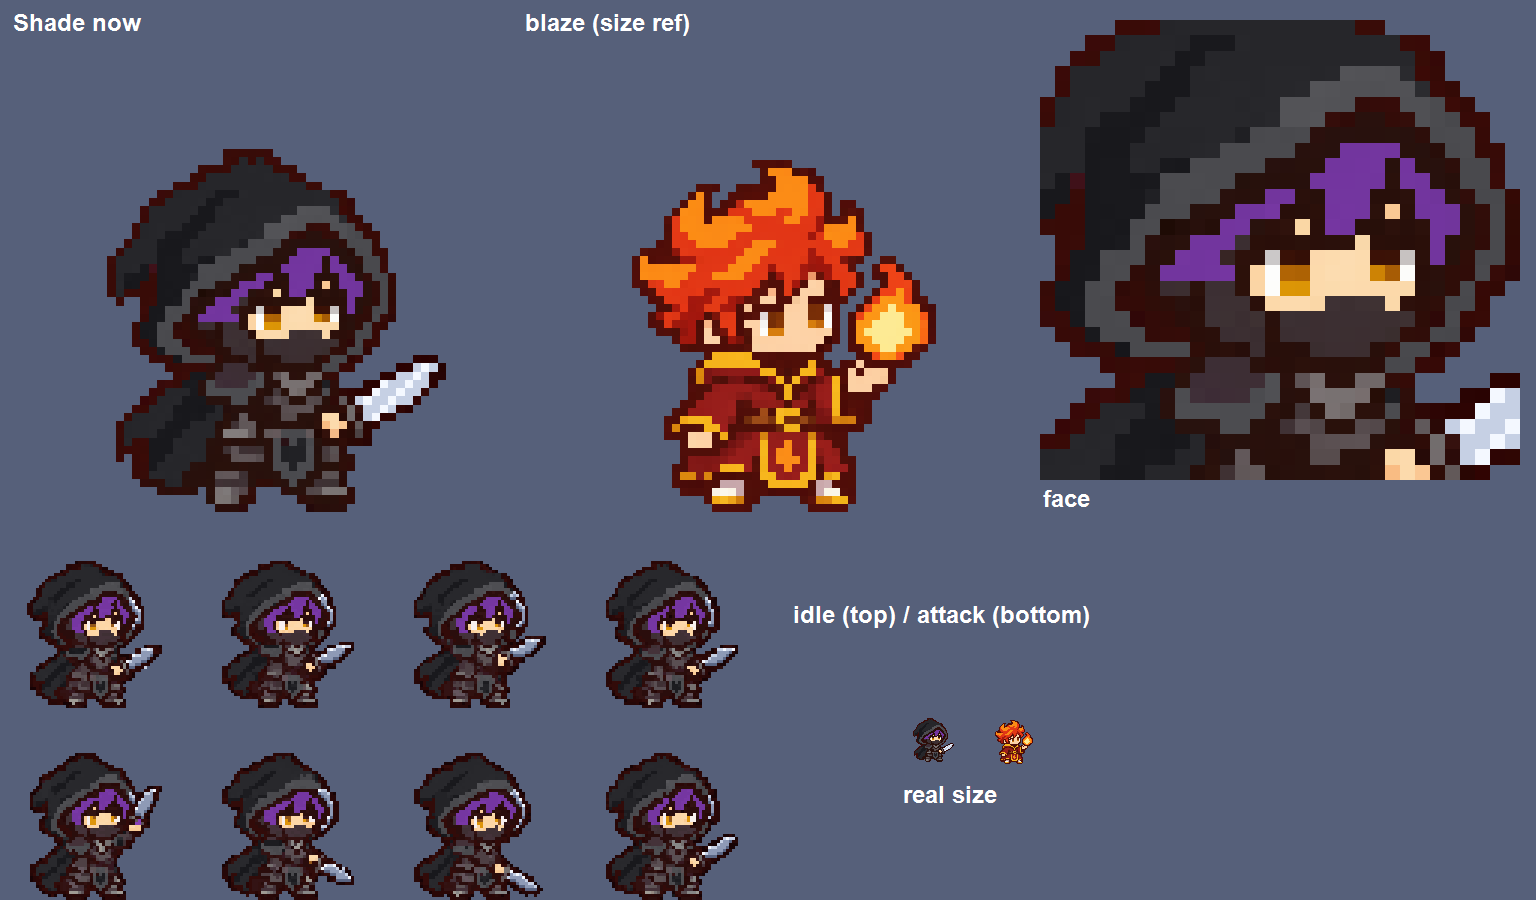 Shade now
blaze (size ref)
face
idle (top) / attack (bottom)
real size